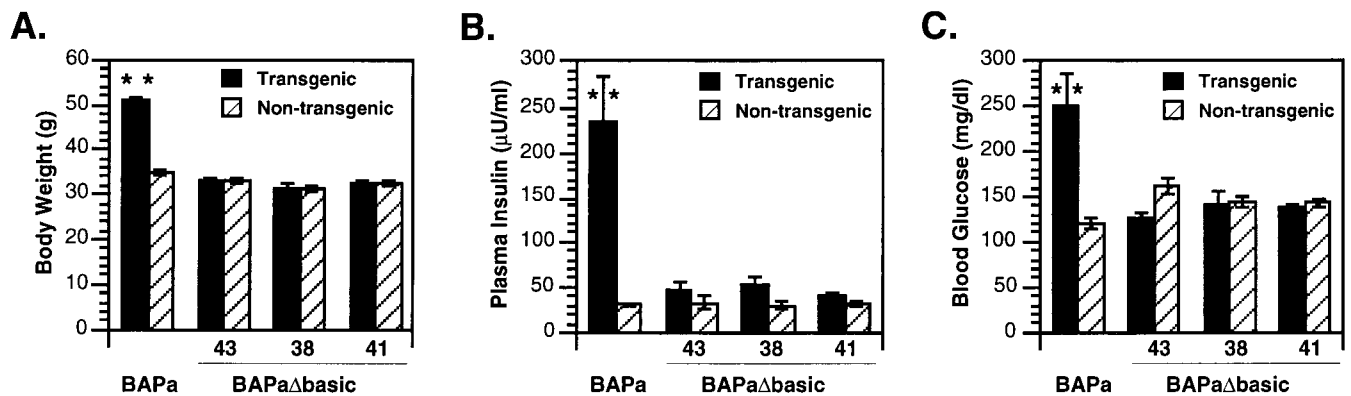 A.
Body Weight (g)
60
50
40
30
20
10
0
* *
Transgenic
Non-transgenic
43 38 41
BAPa BAPaΔbasic
B.
Plasma Insulin (μU/ml)
300
250
200
150
100
50
0
* *
Transgenic
Non-transgenic
43 38 41
BAPa BAPaΔbasic
C.
Blood Glucose (mg/dl)
300
250
300
150
100
50
0
* *
Transgenic
Non-transgenic
43 38 41
BAPa BAPaΔbasic